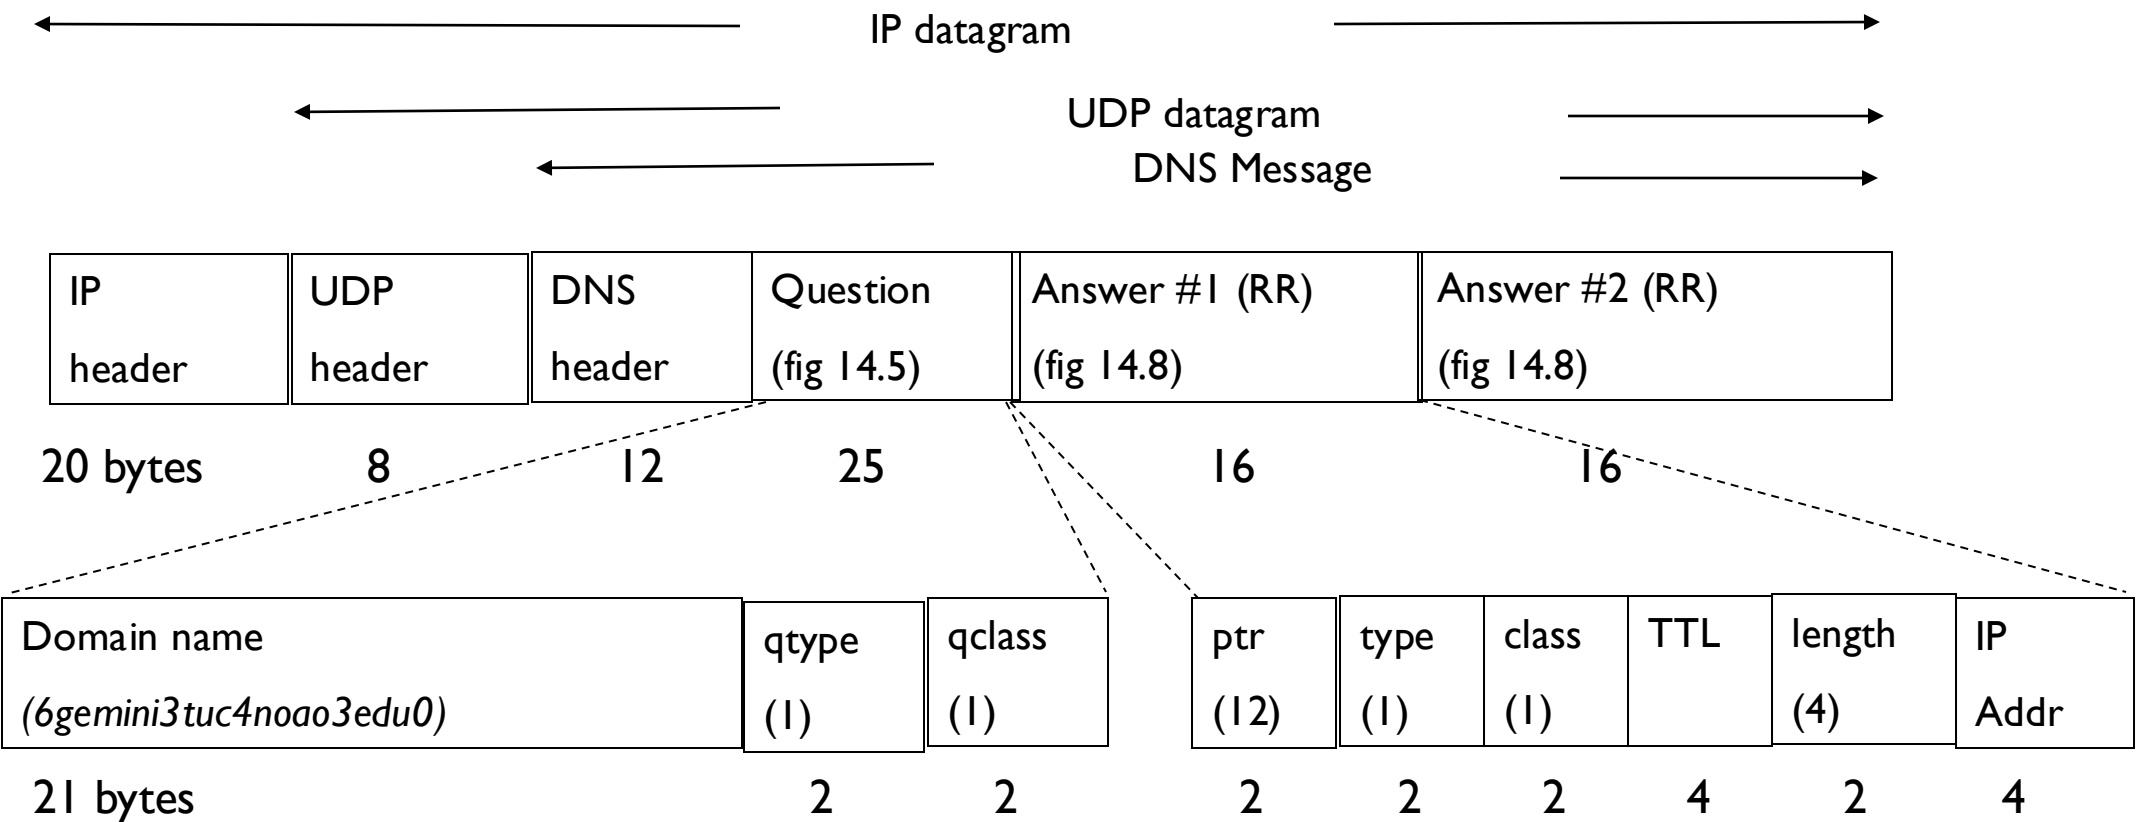 IP datagram
UDP datagram
DNS Message
IP header
UDP header
DNS header
Question (fig 14.5)
Answer #1 (RR) (fig 14.8)
Answer #2 (RR) (fig 14.8)
20 bytes 8 12 25 16 16
Domain name (6gemini3tuc4noao3edu0)
qtype (1)
qclass (1)
ptr (12)
type (1)
class (1)
TTL
length (4)
IP Addr
21 bytes 2 2 2 2 2 4 2 4